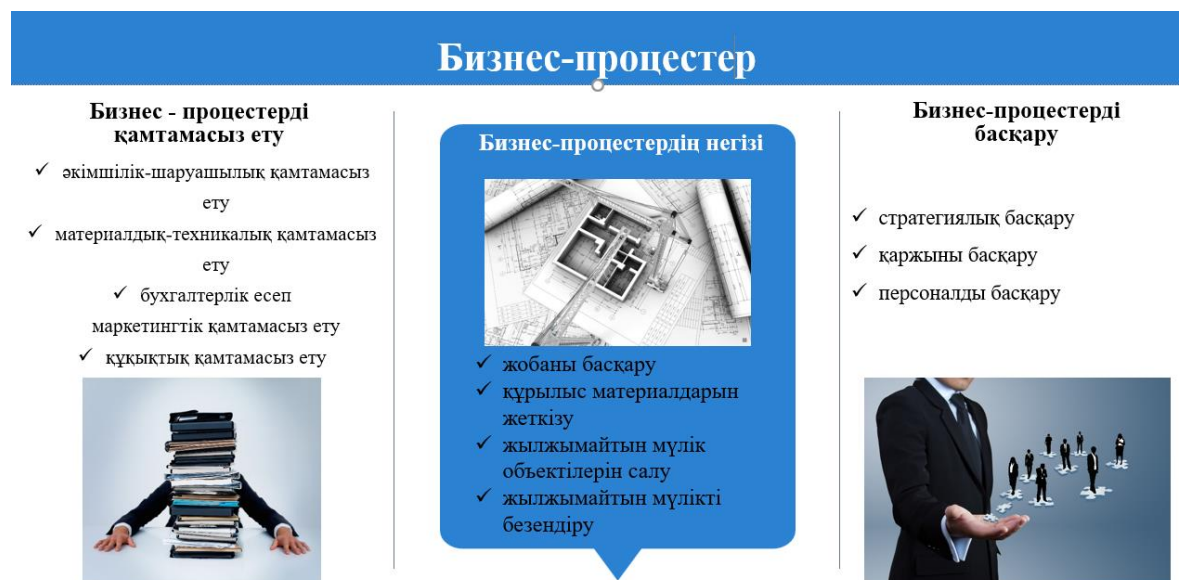 Бизнес-процестер
Бизнес - процестерді
қамтамасыз ету
✓ әкімшілік-шаруашылық қамтамасыз
ету
✓ материалдық-техникалық қамтамасыз
ету
✓ бухгалтерлік есеп
маркетингтік қамтамасыз ету
✓ құқықтық қамтамасыз ету
Бизнес-процестердің негізі
✓ жобаны басқару
✓ құрылыс материалдарын
жеткізу
✓ жылжымайтын мүлік
объектілерін салу
✓ жылжымайтын мүлікті
безендіру
Бизнес-процестерді
басқару
✓ стратегиялық басқару
✓ қаржыны басқару
✓ персоналды басқару